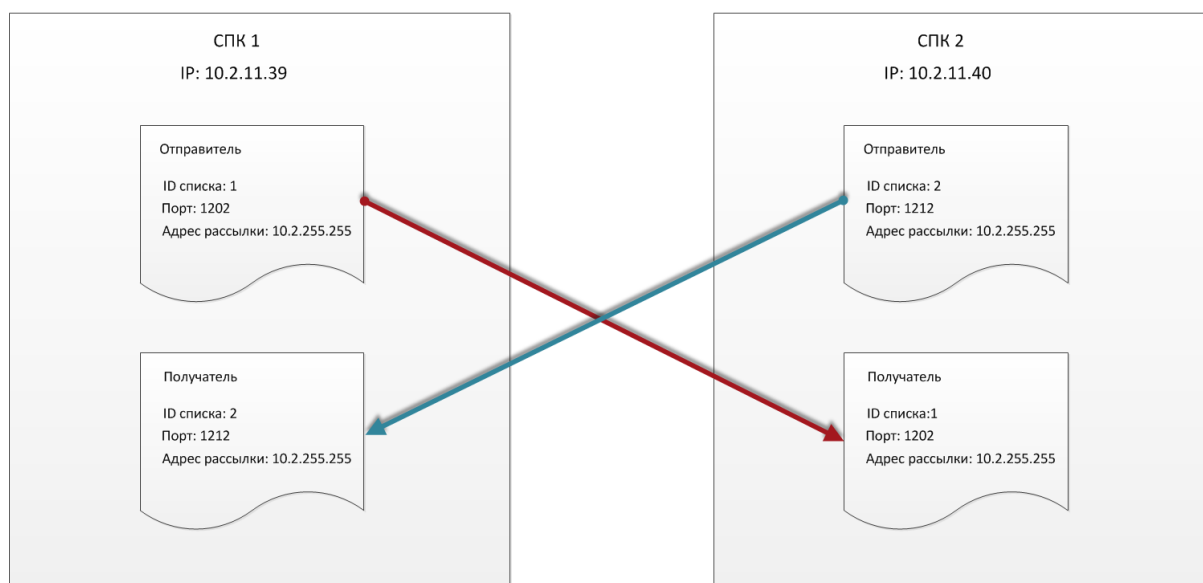 СПК 1
IP: 10.2.11.39
Отправитель
ID списка: 1
Порт: 1202
Адрес рассылки: 10.2.255.255
Получатель
ID списка: 2
Порт: 1212
Адрес рассылки: 10.2.255.255
СПК 2
IP: 10.2.11.40
Отправитель
ID списка: 2
Порт: 1212
Адрес рассылки: 10.2.255.255
Получатель
ID списка:1
Порт: 1202
Адрес рассылки: 10.2.255.255